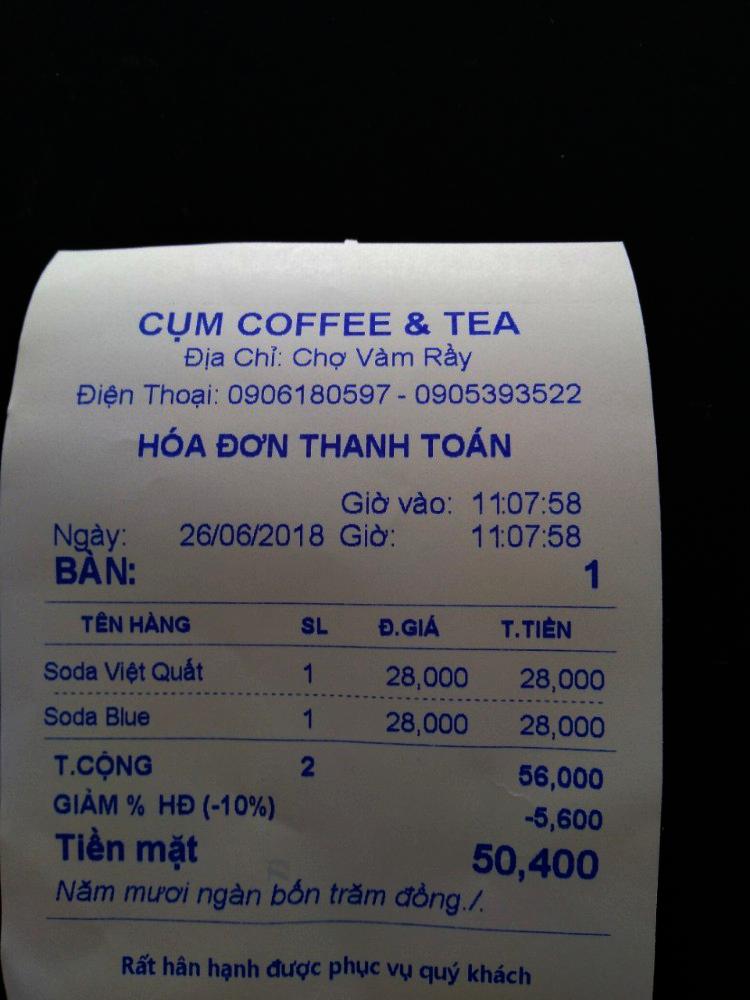 CỤM COFFEE & TEA
Địa Chỉ: Chợ Vàm Rầy
Điện Thoại: 0906180597 - 0905393522
HÓA ĐƠN THANH TOÁN
Giờ vào: 11:07:58
Ngày: 26/06/2018 Giờ: 11:07:58
BÀN: 1
TÊN HÀNG SL Đ.GIÁ T.TIỀN
Soda Việt Quất 1 28,000 28,000
Soda Blue 1 28,000 28,000
T.CỘNG 2 56,000
GIẢM % HĐ (-10%) -5,600
Tiền mặt 50,400
Năm mươi ngàn bốn trăm đồng./.
Rất hân hạnh được phục vụ quý khách